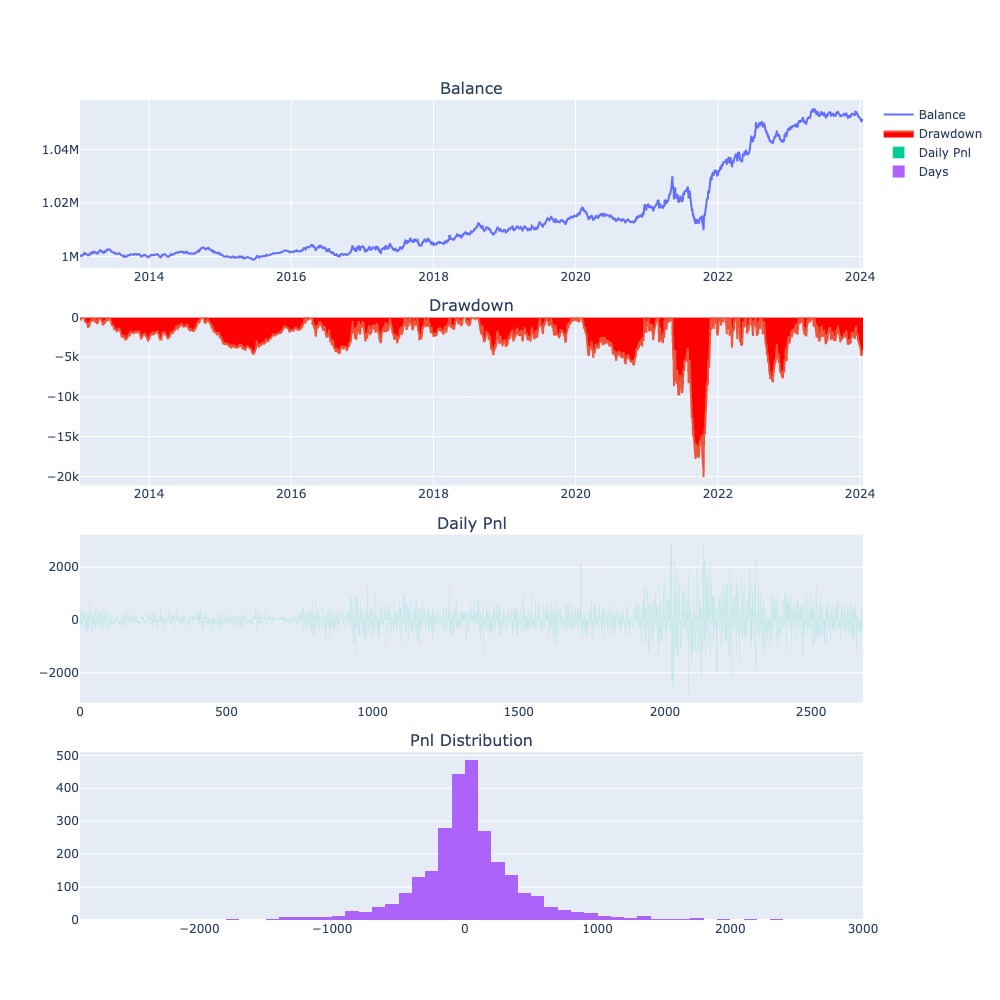 Balance
1.04M
1.02M
1M
2014 2016 2018 2020 2022 2024
Balance
Drawdown
Daily Pnl
Days
Drawdown
0
−5k
−10k
−15k
−20k
2014 2016 2018 2020 2022 2024
Daily Pnl
2000
0
−2000
0 500 1000 1500 2000 2500
Pnl Distribution
500
400
300
200
100
0
−2000 −1000 0 1000 2000 3000